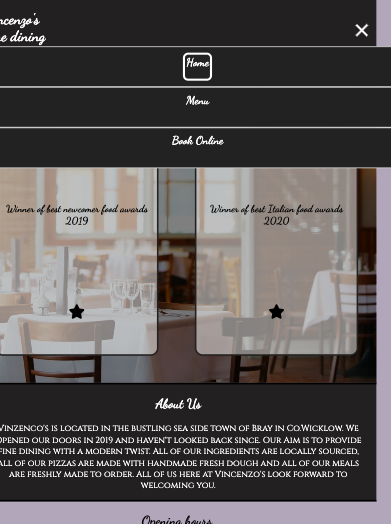 ncenzo's
e dining
Home
Menu
Book Online
Winner of best newcomer food awards
2019
Winner of best Italian food awards
2020
About Us
Vinzenco's is located in the bustling sea side town of Bray in Co.Wicklow. We
opened our doors in 2019 and haven't looked back since. Our Aim is to provide
fine dining with a modern twist. All of our ingredients are locally sourced,
all of our pizzas are made with handmade fresh dough and all of our meals
are freshly made to order. All of us here at Vincenzo's look forward to
welcoming you.
Opening hours